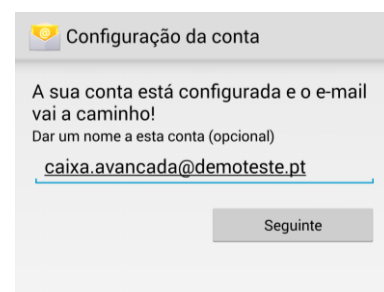 Configuração da conta
A sua conta está configurada e o e-mail
vai a caminho!
Dar um nome a esta conta (opcional)
caixa.avancada@demoteste.pt
Seguinte